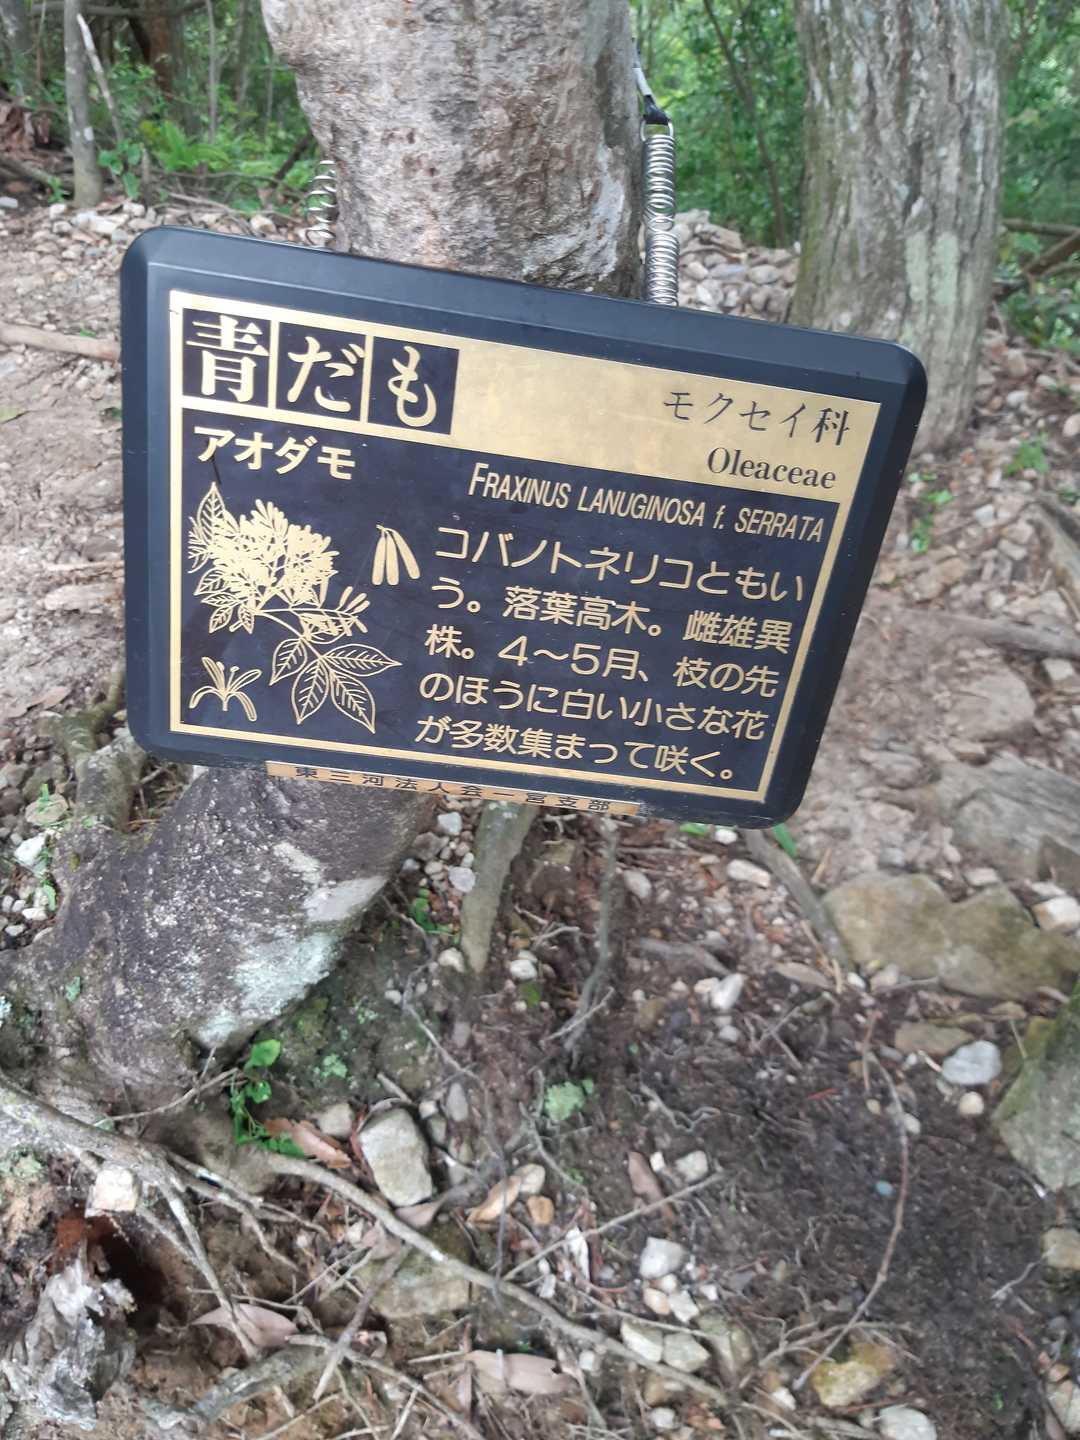 青だも
モクセイ科
Oleaceae
アオダモ
FRAXINUS LANUGINOSA f. SERRATA
コバノトネリコともい
う。落葉高木。雌雄異
株。4～5月、枝の先
のほうに白い小さな花
が多数集まって咲く。
東三河法人会一宮支部